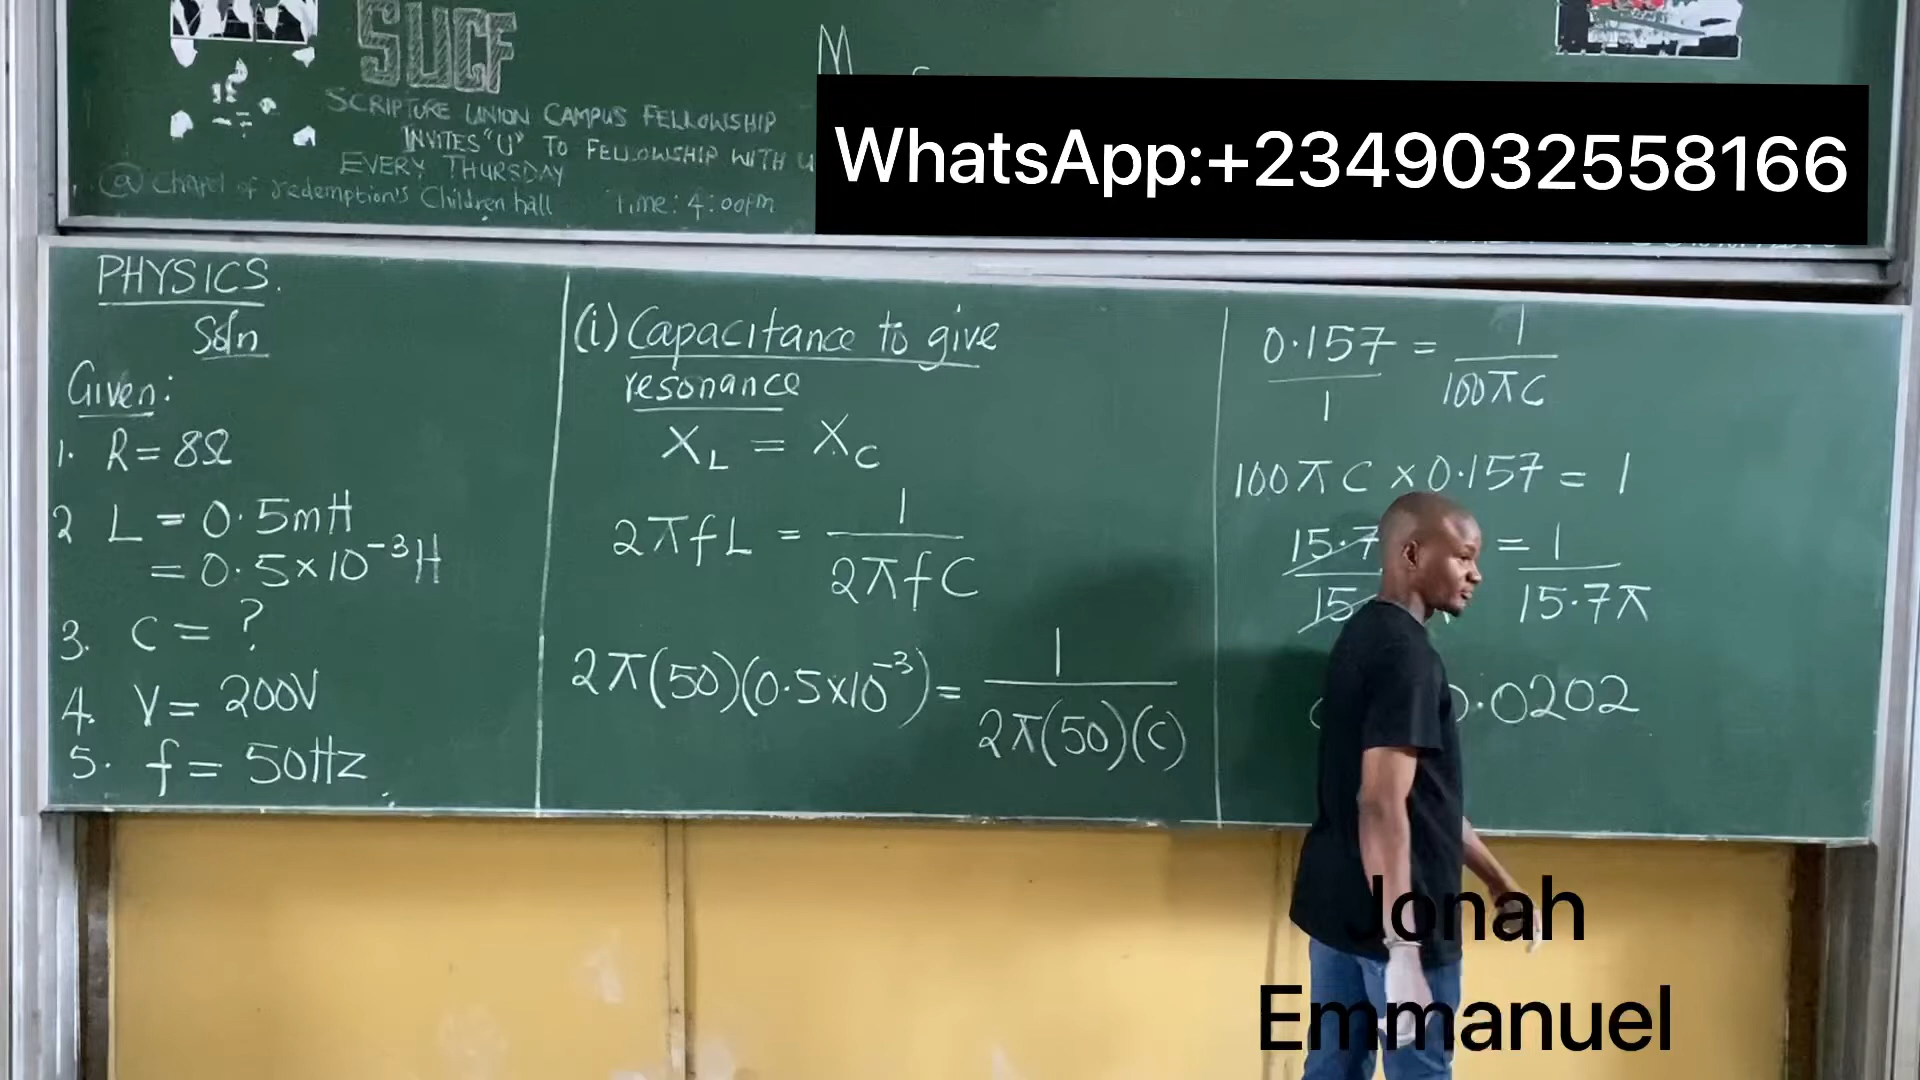 SUCF
SCRIPTURE UNION CAMPUS FELLOWSHIP
INVITES "U" TO FELLOWSHIP WITH U
EVERY THURSDAY
@ Chapel of redemption's Children hall Time: 4:00pm
M
WhatsApp:+2349032558166
PHYSICS.
Soln
Given:
1. R = 8Ω
2 L = 0.5mH
= 0.5×10⁻³H
3. C = ?
4. V = 200V
5. f = 50Hz
(i) Capacitance to give
resonance
X_L = X_C
2πfL = 1/2πfC
2π(50)(0.5×10⁻³) = 1/2π(50)(C)
0.157/1 = 1/100πC
100πC × 0.157 = 1
15.7 = 1/15.7π
15
0.0202
Jonah
Emmanuel